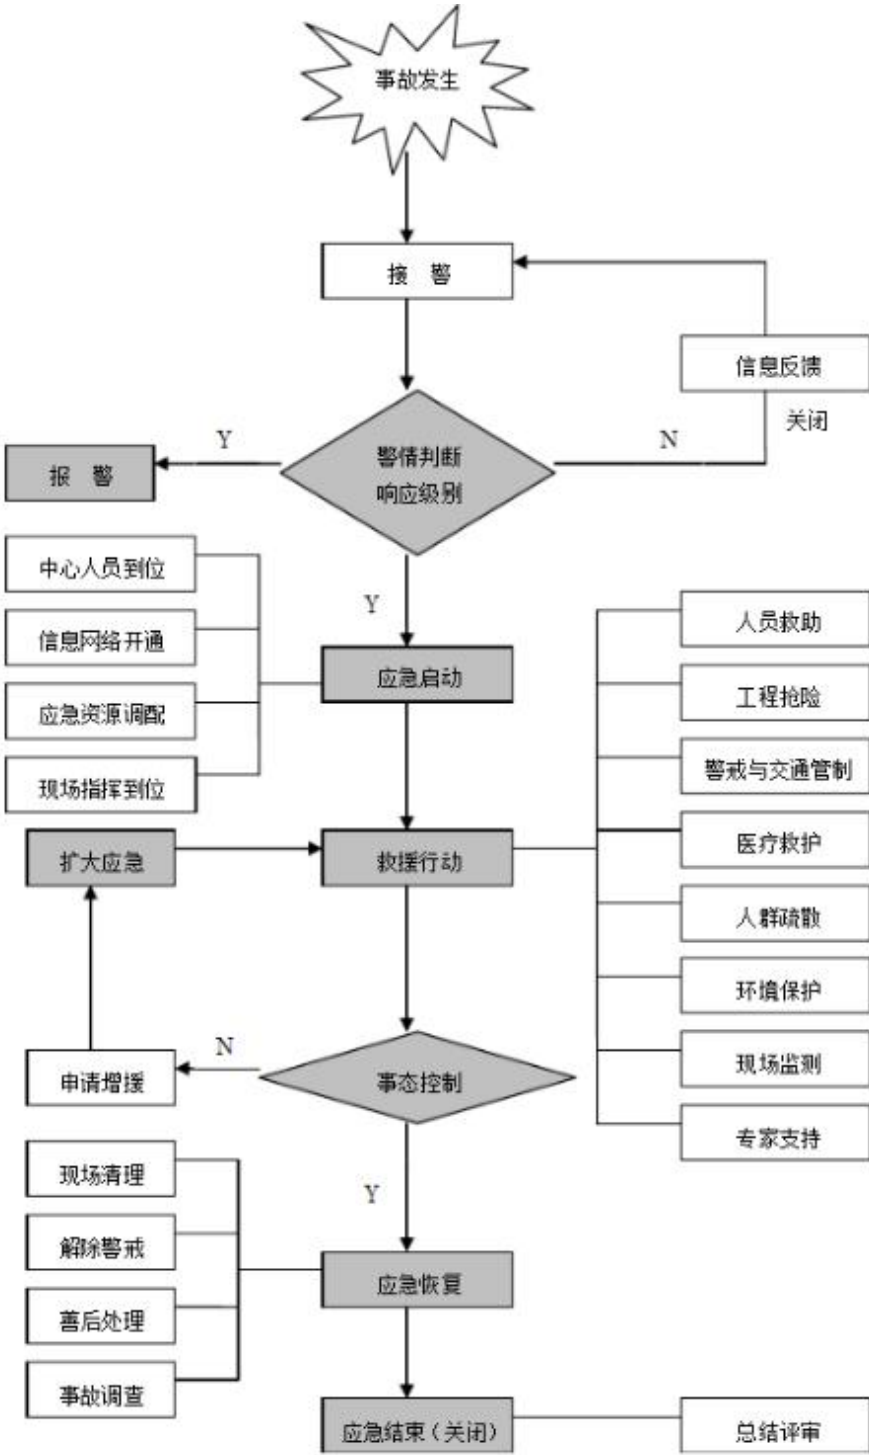 事故发生
接 警
信息反馈
关闭
Y
N
警情判断
响应级别
报 警
中心人员到位
Y
信息网络开通
人员救助
应急启动
工程抢险
应急资源调配
警戒与交通管制
现场指挥到位
医疗救护
扩大应急
救援行动
人群疏散
环境保护
N
现场监测
申请增援
事态控制
专家支持
现场清理
Y
解除警戒
应急恢复
善后处理
事故调查
应急结束（关闭）
总结评审